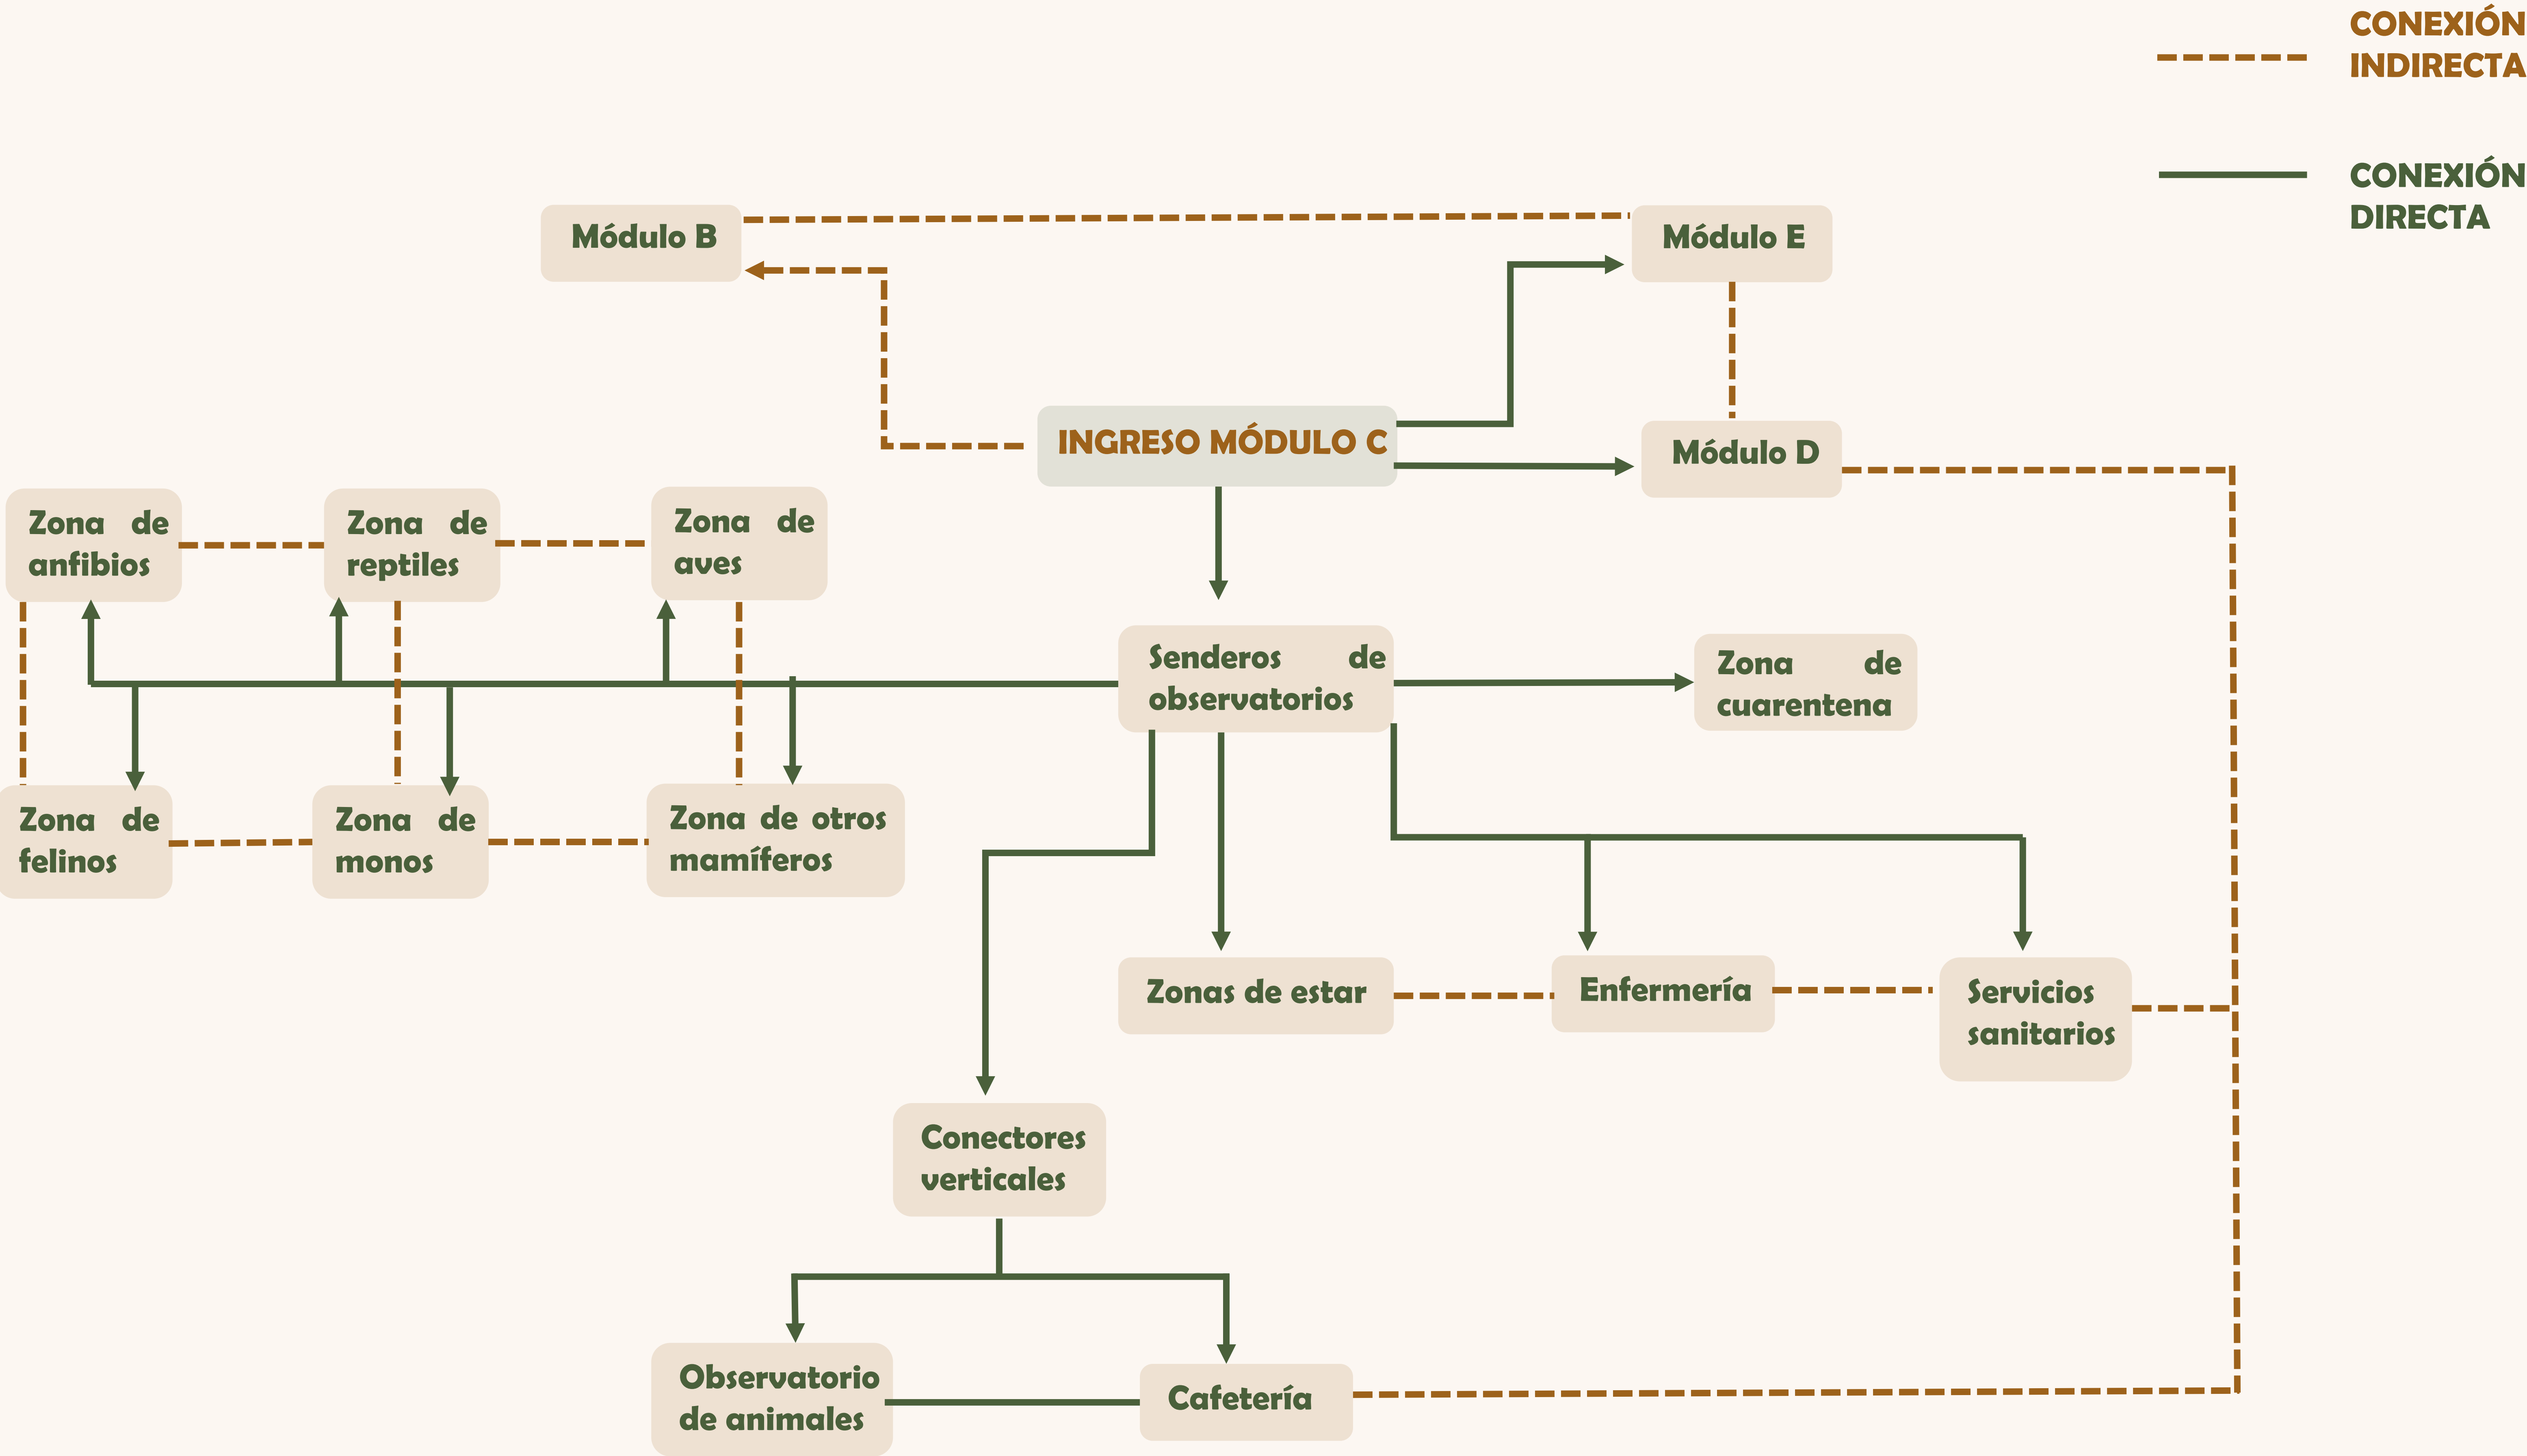 CONEXIÓN
INDIRECTA
CONEXIÓN
DIRECTA
Módulo B
Módulo E
INGRESO MÓDULO C
Módulo D
Zona de
anfibios
Zona de
reptiles
Zona de
aves
Senderos de
observatorios
Zona de
cuarentena
Zona de
felinos
Zona de
monos
Zona de otros
mamíferos
Zonas de estar
Enfermería
Servicios
sanitarios
Conectores
verticales
Observatorio
de animales
Cafetería